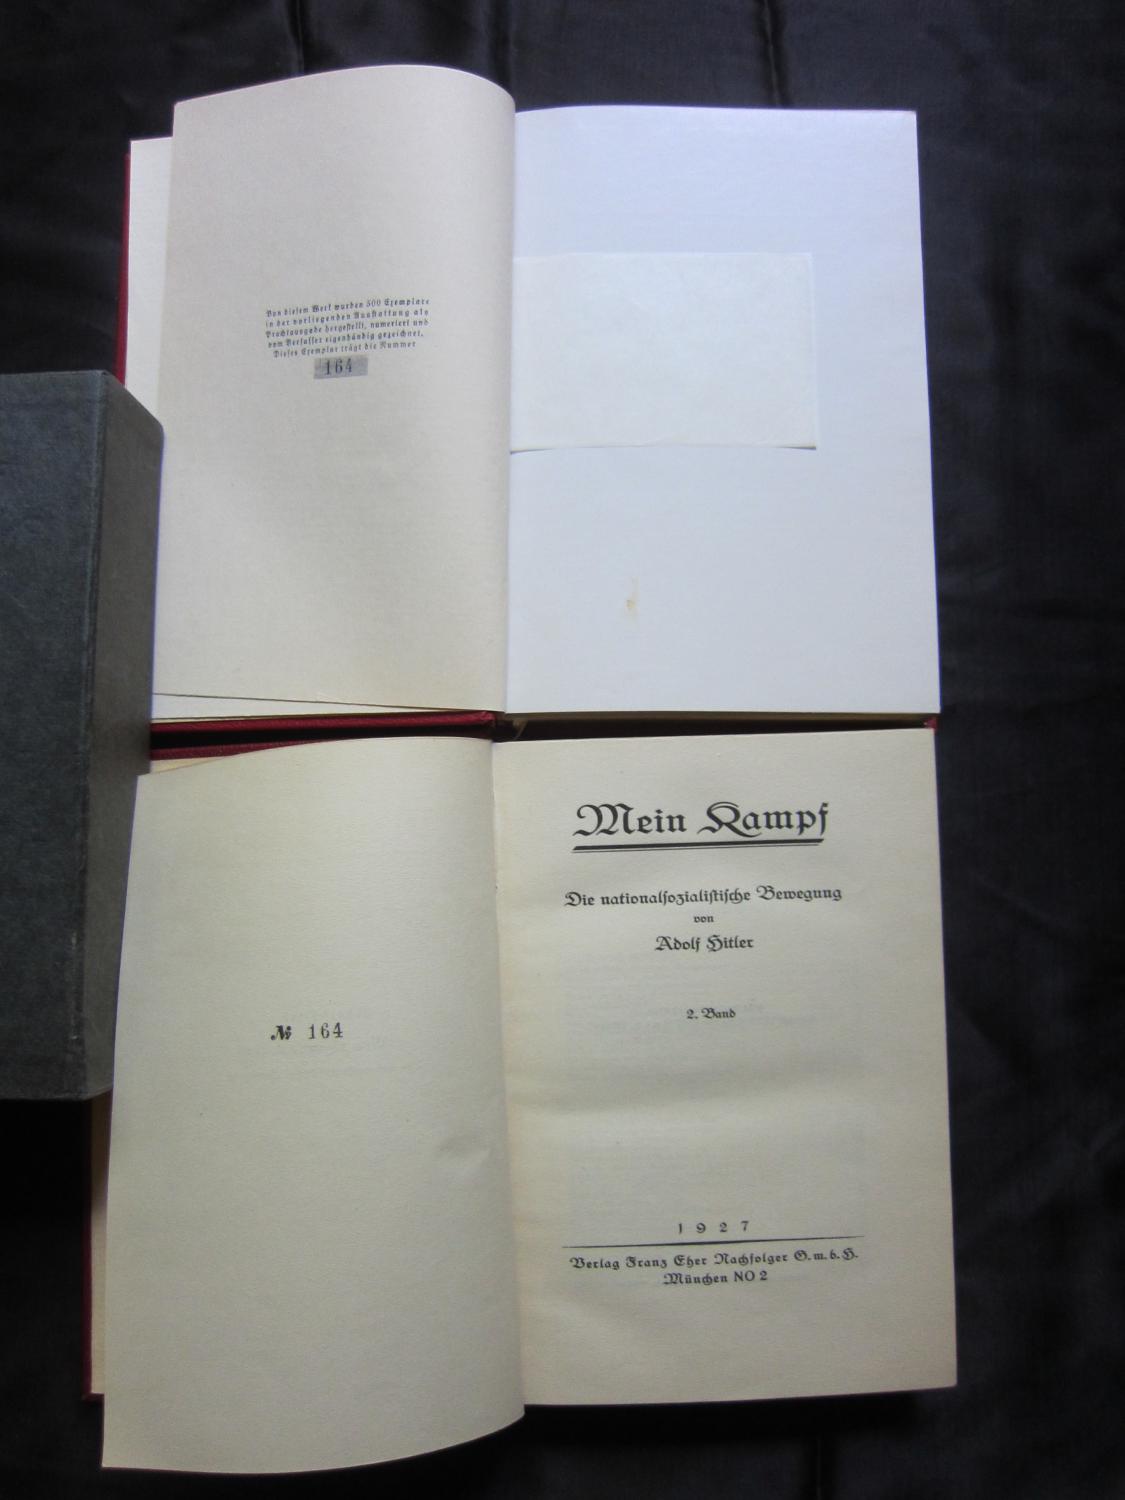 Von diesem Werk wurden 500 Exemplare
in der vorliegenden Ausstattung als
Prachtausgabe hergestellt, numeriert und
vom Verfasser eigenhändig gezeichnet.
Dieses Exemplar trägt die Nummer
164
№ 164
Mein Kampf
Die nationalsozialistische Bewegung
von
Adolf Hitler
2. Band
1927
Verlag Franz Eher Nachfolger G.m.b.H.
München NO 2